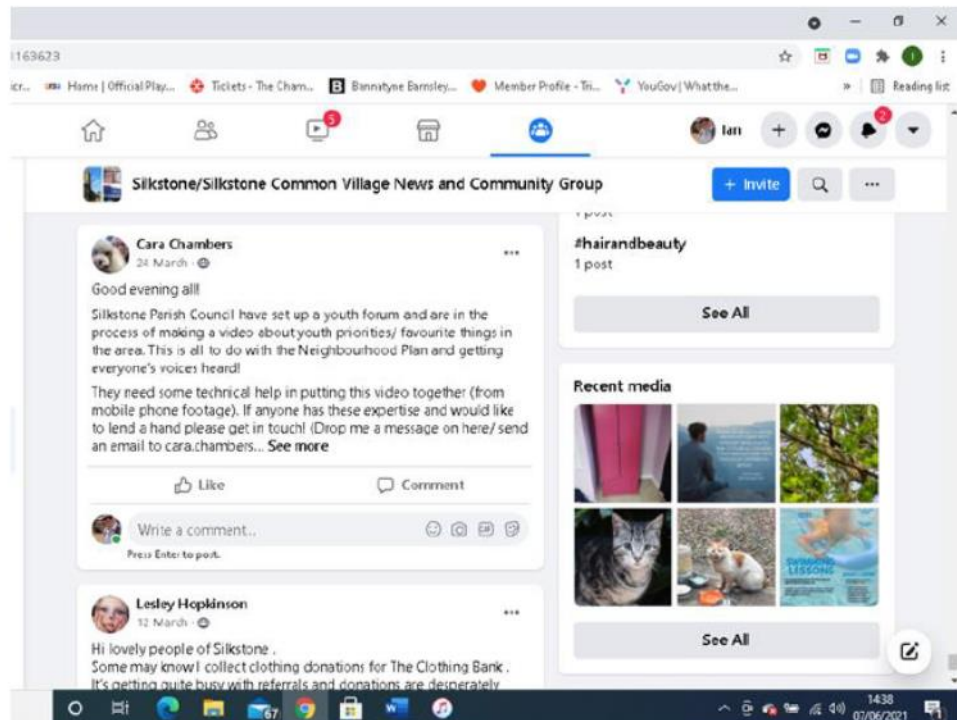 1163623
icr... Home | Official Play... Tickets - The Cham... Bannatyne Barnsley... Member Profile - Tri... YouGov | What the... » Reading list
5
Ian
2
Silkstone/Silkstone Common Village News and Community Group
+ Invite
Cara Chambers
24 March
Good evening all!
Silkstone Parish Council have set up a youth forum and are in the
process of making a video about youth priorities/ favourite things in
the area. This is all to do with the Neighbourhood Plan and getting
everyone's voices heard!
They need some technical help in putting this video together (from
mobile phone footage). If anyone has these expertise and would like
to lend a hand please get in touch! (Drop me a message on here/ send
an email to cara.chambers... See more
Like
Comment
Write a comment...
Press Enter to post.
Lesley Hopkinson
12 March
Hi lovely people of Silkstone .
Some may know I collect clothing donations for The Clothing Bank .
It's getting quite busy with referrals and donations are desperately
1 post
#hairandbeauty
1 post
See All
Recent media
SWIMMING
LESSONS
See All
67
1438
07/06/2021